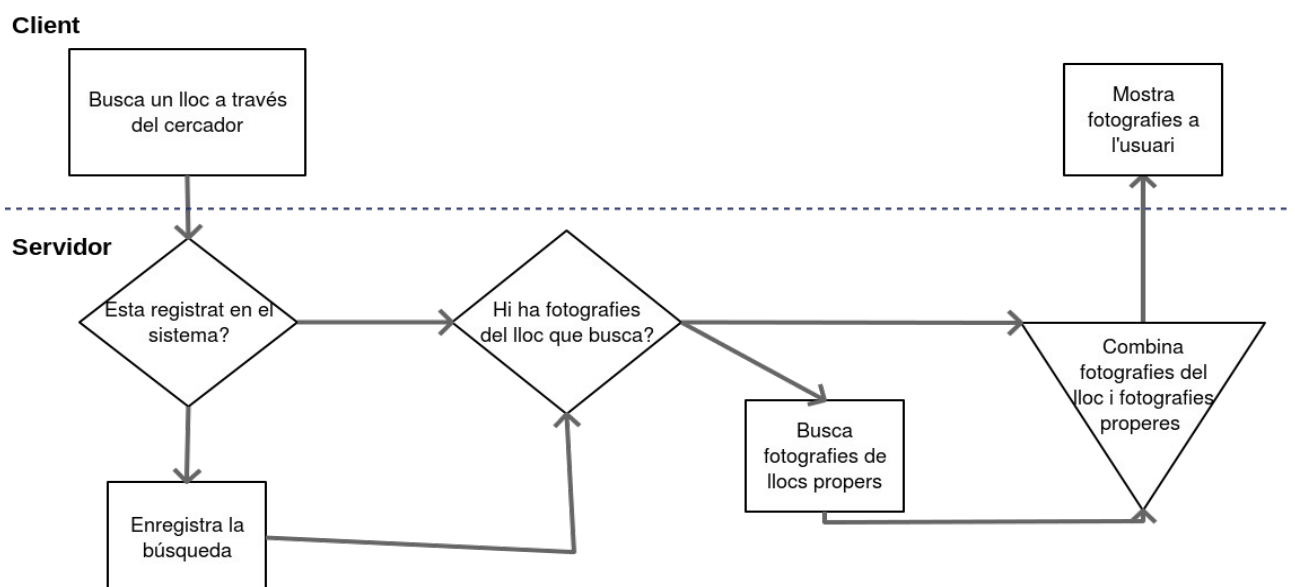 Client
Busca un lloc a través
del cercador
Mostra
fotografies a
l'usuari
Servidor
Esta registrat en el
sistema?
Hi ha fotografies
del lloc que busca?
Combina
fotografies del
lloc i fotografies
properes
Busca
fotografies de
llocs propers
Enregistra la
búsqueda